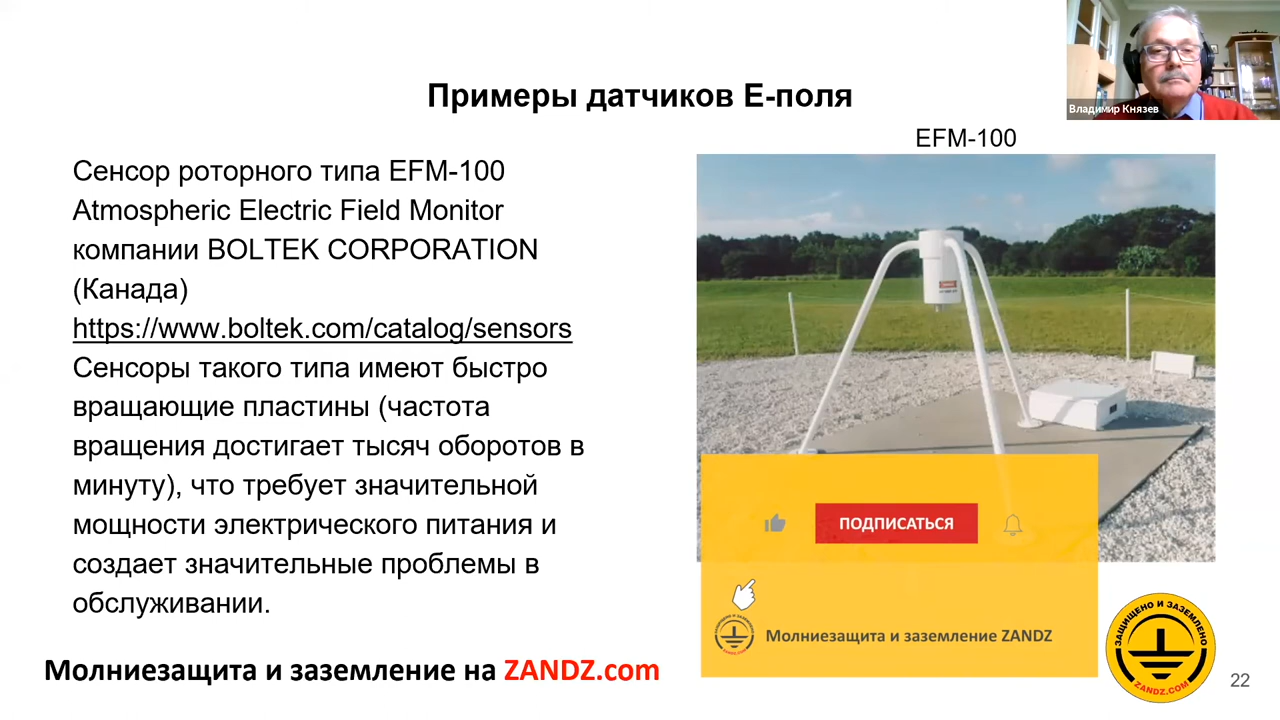 Примеры датчиков Е-поля
Владимир Князев
EFM-100
Сенсор роторного типа EFM-100
Atmospheric Electric Field Monitor
компании BOLTEK CORPORATION
(Канада)
https://www.boltek.com/catalog/sensors
Сенсоры такого типа имеют быстро
вращающие пластины (частота
вращения достигает тысяч оборотов в
минуту), что требует значительной
мощности электрического питания и
создает значительные проблемы в
обслуживании.
ПОДПИСАТЬСЯ
Молниезащита и заземление ZANDZ
Молниезащита и заземление на ZANDZ.com
ЗАЩИЩЕНО И ЗАЗЕМЛЕНО
ZANDZ.COM
22